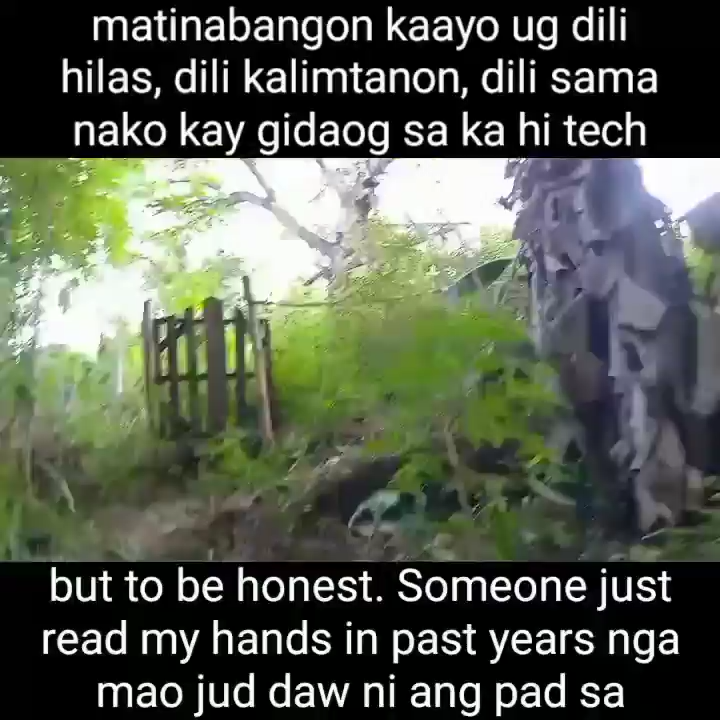 matinabangon kaayo ug dili
hilas, dili kalimtanon, dili sama
nako kay gidaog sa ka hi tech
but to be honest. Someone just
read my hands in past years nga
mao jud daw ni ang pad sa